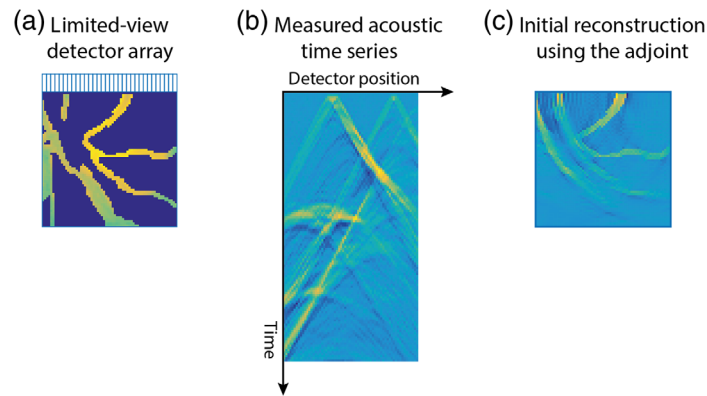 (a) Limited-view
detector array
(b) Measured acoustic
time series
Detector position
Time
(c) Initial reconstruction
using the adjoint